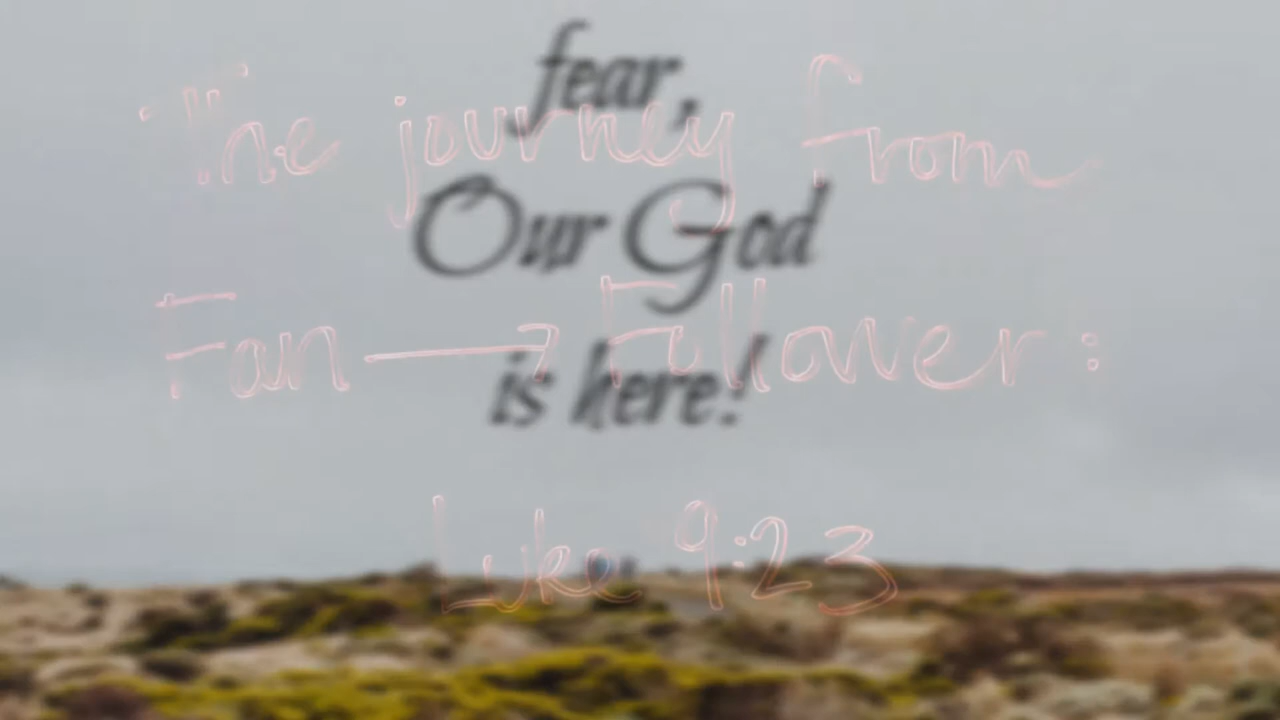 fear,
The journey from
Our God
Fan → Follower:
is here!
Luke 9:23